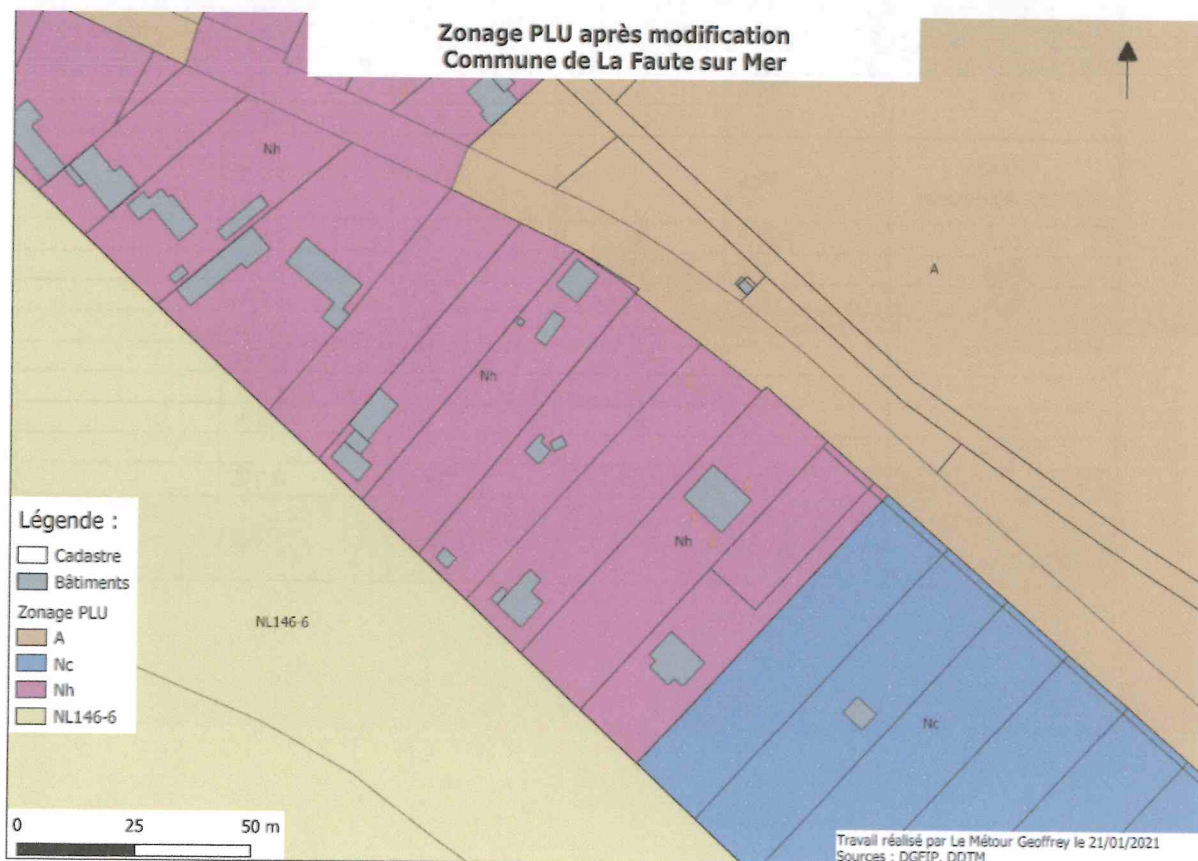 Zonage PLU après modification
Commune de La Faute sur Mer
Nh
A
Nh
Nh
Légende :
Cadastre
Bâtiments
Zonage PLU
A
Nc
Nh
NL146-6
NL146-6
Nc
0 25 50 m
Travail réalisé par Le Métour Geoffrey le 21/01/2021
Sources : DGFIP, DDTM